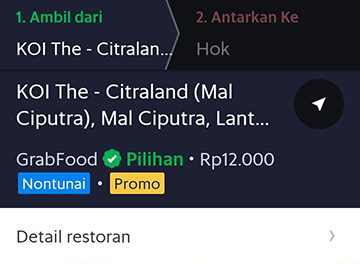 1. Ambil dari
2. Antarkan Ke
KOI The - Citralan...
Hok
KOI The - Citraland (Mal
Ciputra), Mal Ciputra, Lant...
GrabFood Pilihan • Rp12.000
Nontunai • Promo
Detail restoran